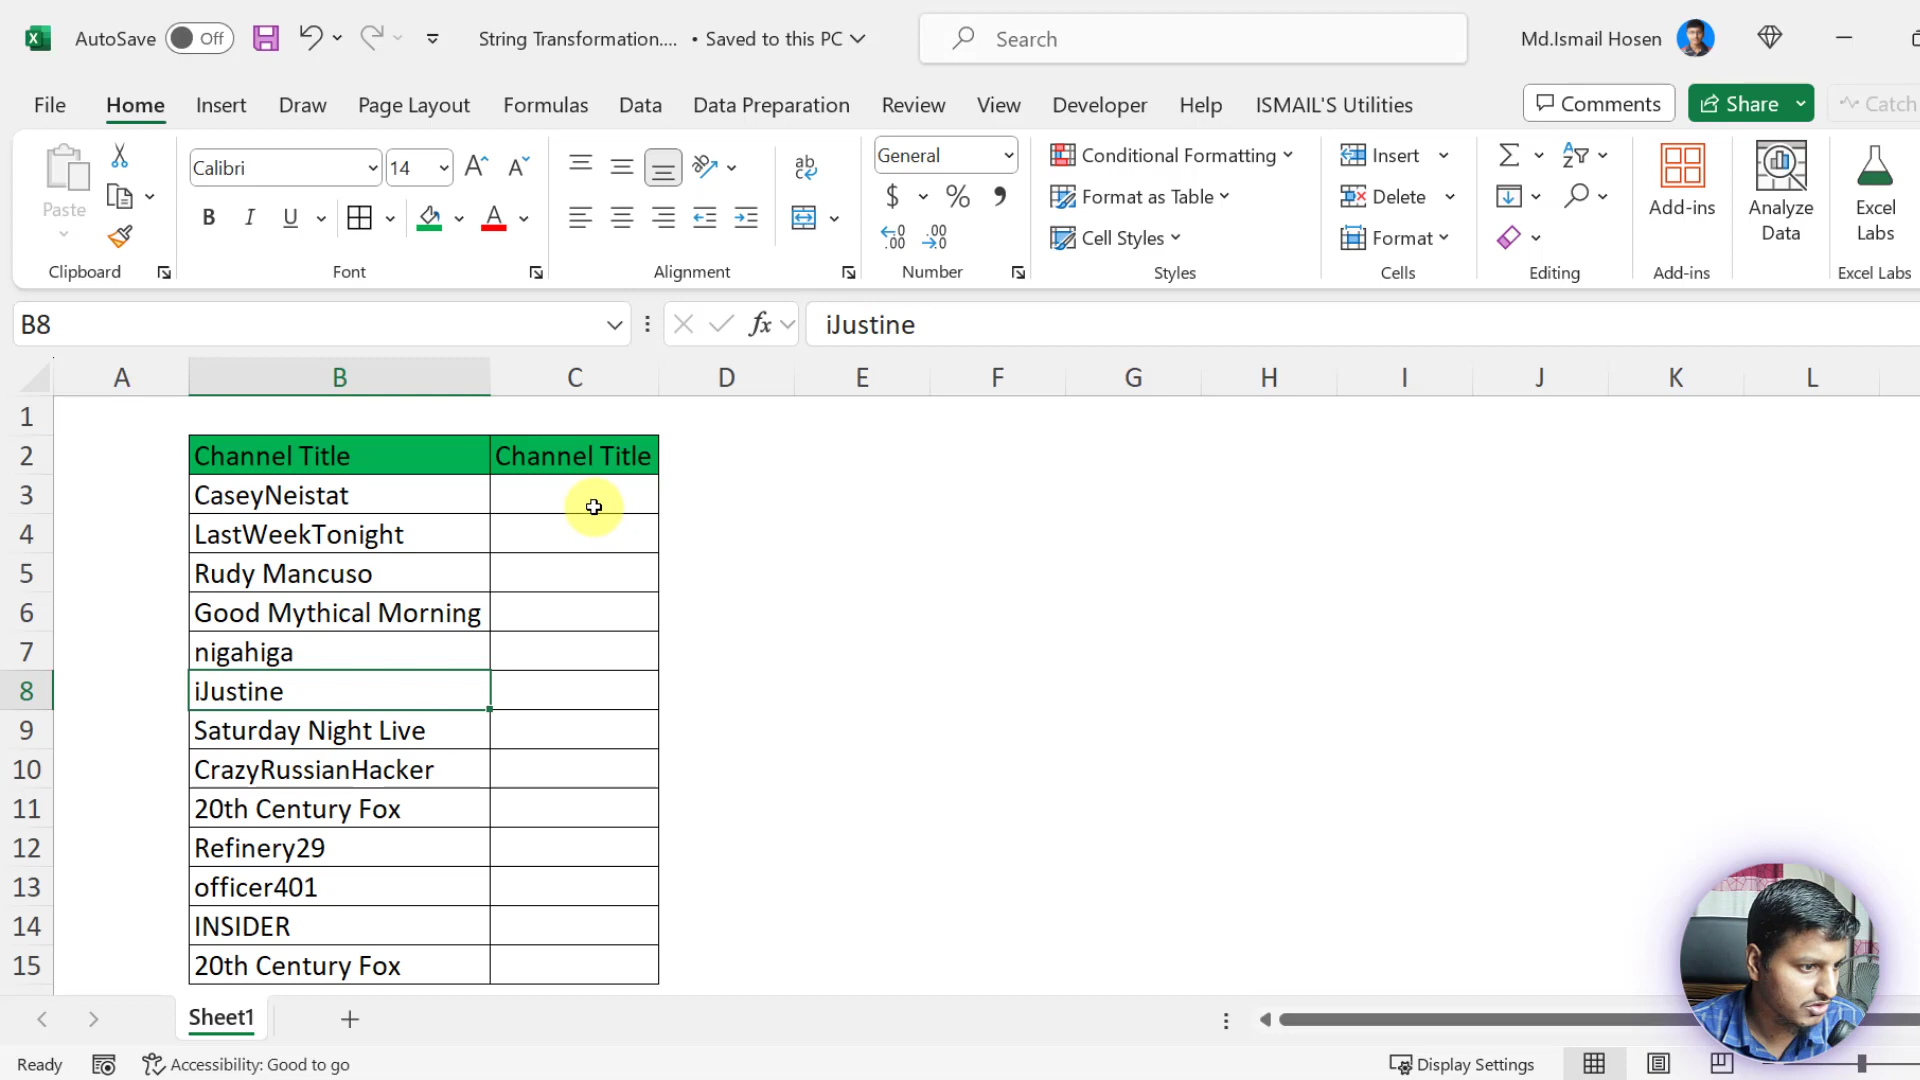 AutoSave Off String Transformation.... • Saved to this PC Search Md.Ismail Hosen
File Home Insert Draw Page Layout Formulas Data Data Preparation Review View Developer Help ISMAIL'S Utilities Comments Share Catch
Paste Calibri 14 ab General Conditional Formatting Insert Add-ins Analyze Data Excel Labs
B I U $ % Format as Table Delete
Cell Styles Format
Clipboard Font Alignment Number Styles Cells Editing Add-ins Excel Labs
B8 fx iJustine
A B C D E F G H I J K L
1
2 Channel Title Channel Title
3 CaseyNeistat
4 LastWeekTonight
5 Rudy Mancuso
6 Good Mythical Morning
7 nigahiga
8 iJustine
9 Saturday Night Live
10 CrazyRussianHacker
11 20th Century Fox
12 Refinery29
13 officer401
14 INSIDER
15 20th Century Fox
Sheet1
Ready Accessibility: Good to go Display Settings